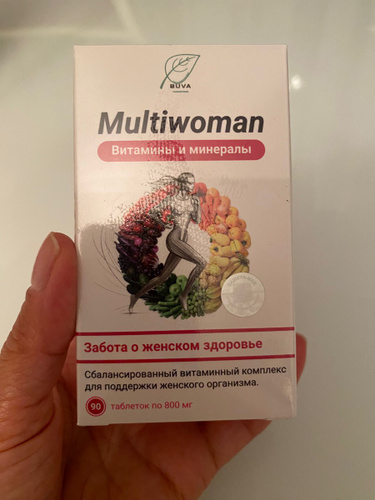 BUVA
Multiwoman
Витамины и минералы
Забота о женском здоровье
Сбалансированный витаминный комплекс
для поддержки женского организма.
90 таблеток по 800 мг